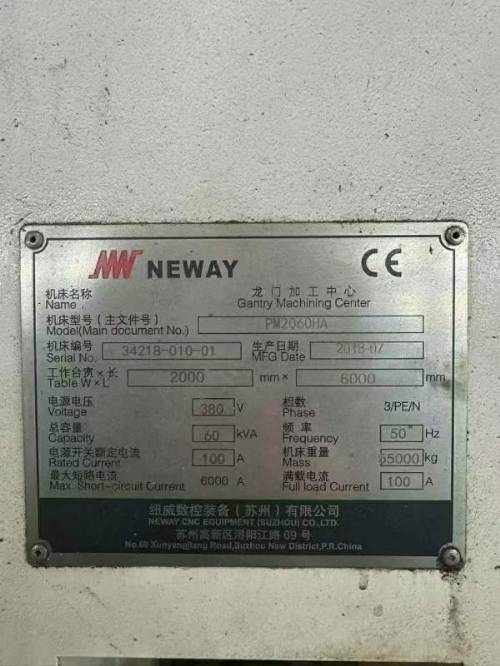 NEWAY CE
机床名称 龙门加工中心
Name Gantry Machining Center
机床型号(主文件号) PM2060HA
Model(Main document No.)
机床编号 34218-010-01 生产日期 2018-07
Serial No. MFG Date
工作台宽×长 2000 mm× 6000 mm
Table W×L
电源电压 380 V 相数 3/PE/N
Voltage Phase
总容量 60 kVA 频率 50 Hz
Capacity Frequency
电源开关额定电流 100 A 机床重量 55000 kg
Rated Current Mass
最大短路电流 6000 A 满载电流 100 A
Max. Short-circuit Current Full load Current
纽威数控装备(苏州)有限公司
NEWAY CNC EQUIPMENT (SUZHOU) CO., LTD.
苏州高新区浔阳江路 69 号
No.69 Xunyangjiang Road,Suzhou New District,P.R.China